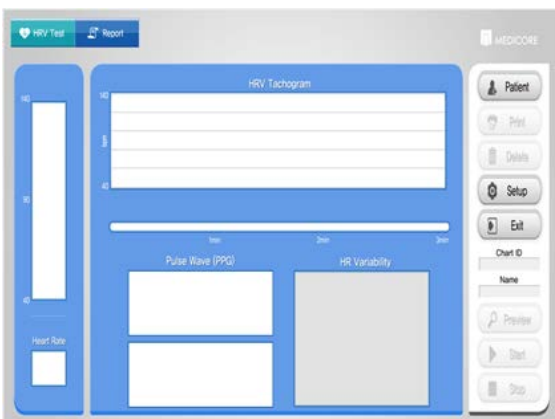 HRV Test
Report
MEDICORE
HRV Tachogram
140
bpm
40
1min
2min
3min
Pulse Wave (PPG)
HR Variability
140
90
40
Heart Rate
Patient
Print
Delete
Setup
Exit
Chart ID
Name
Preview
Start
Stop